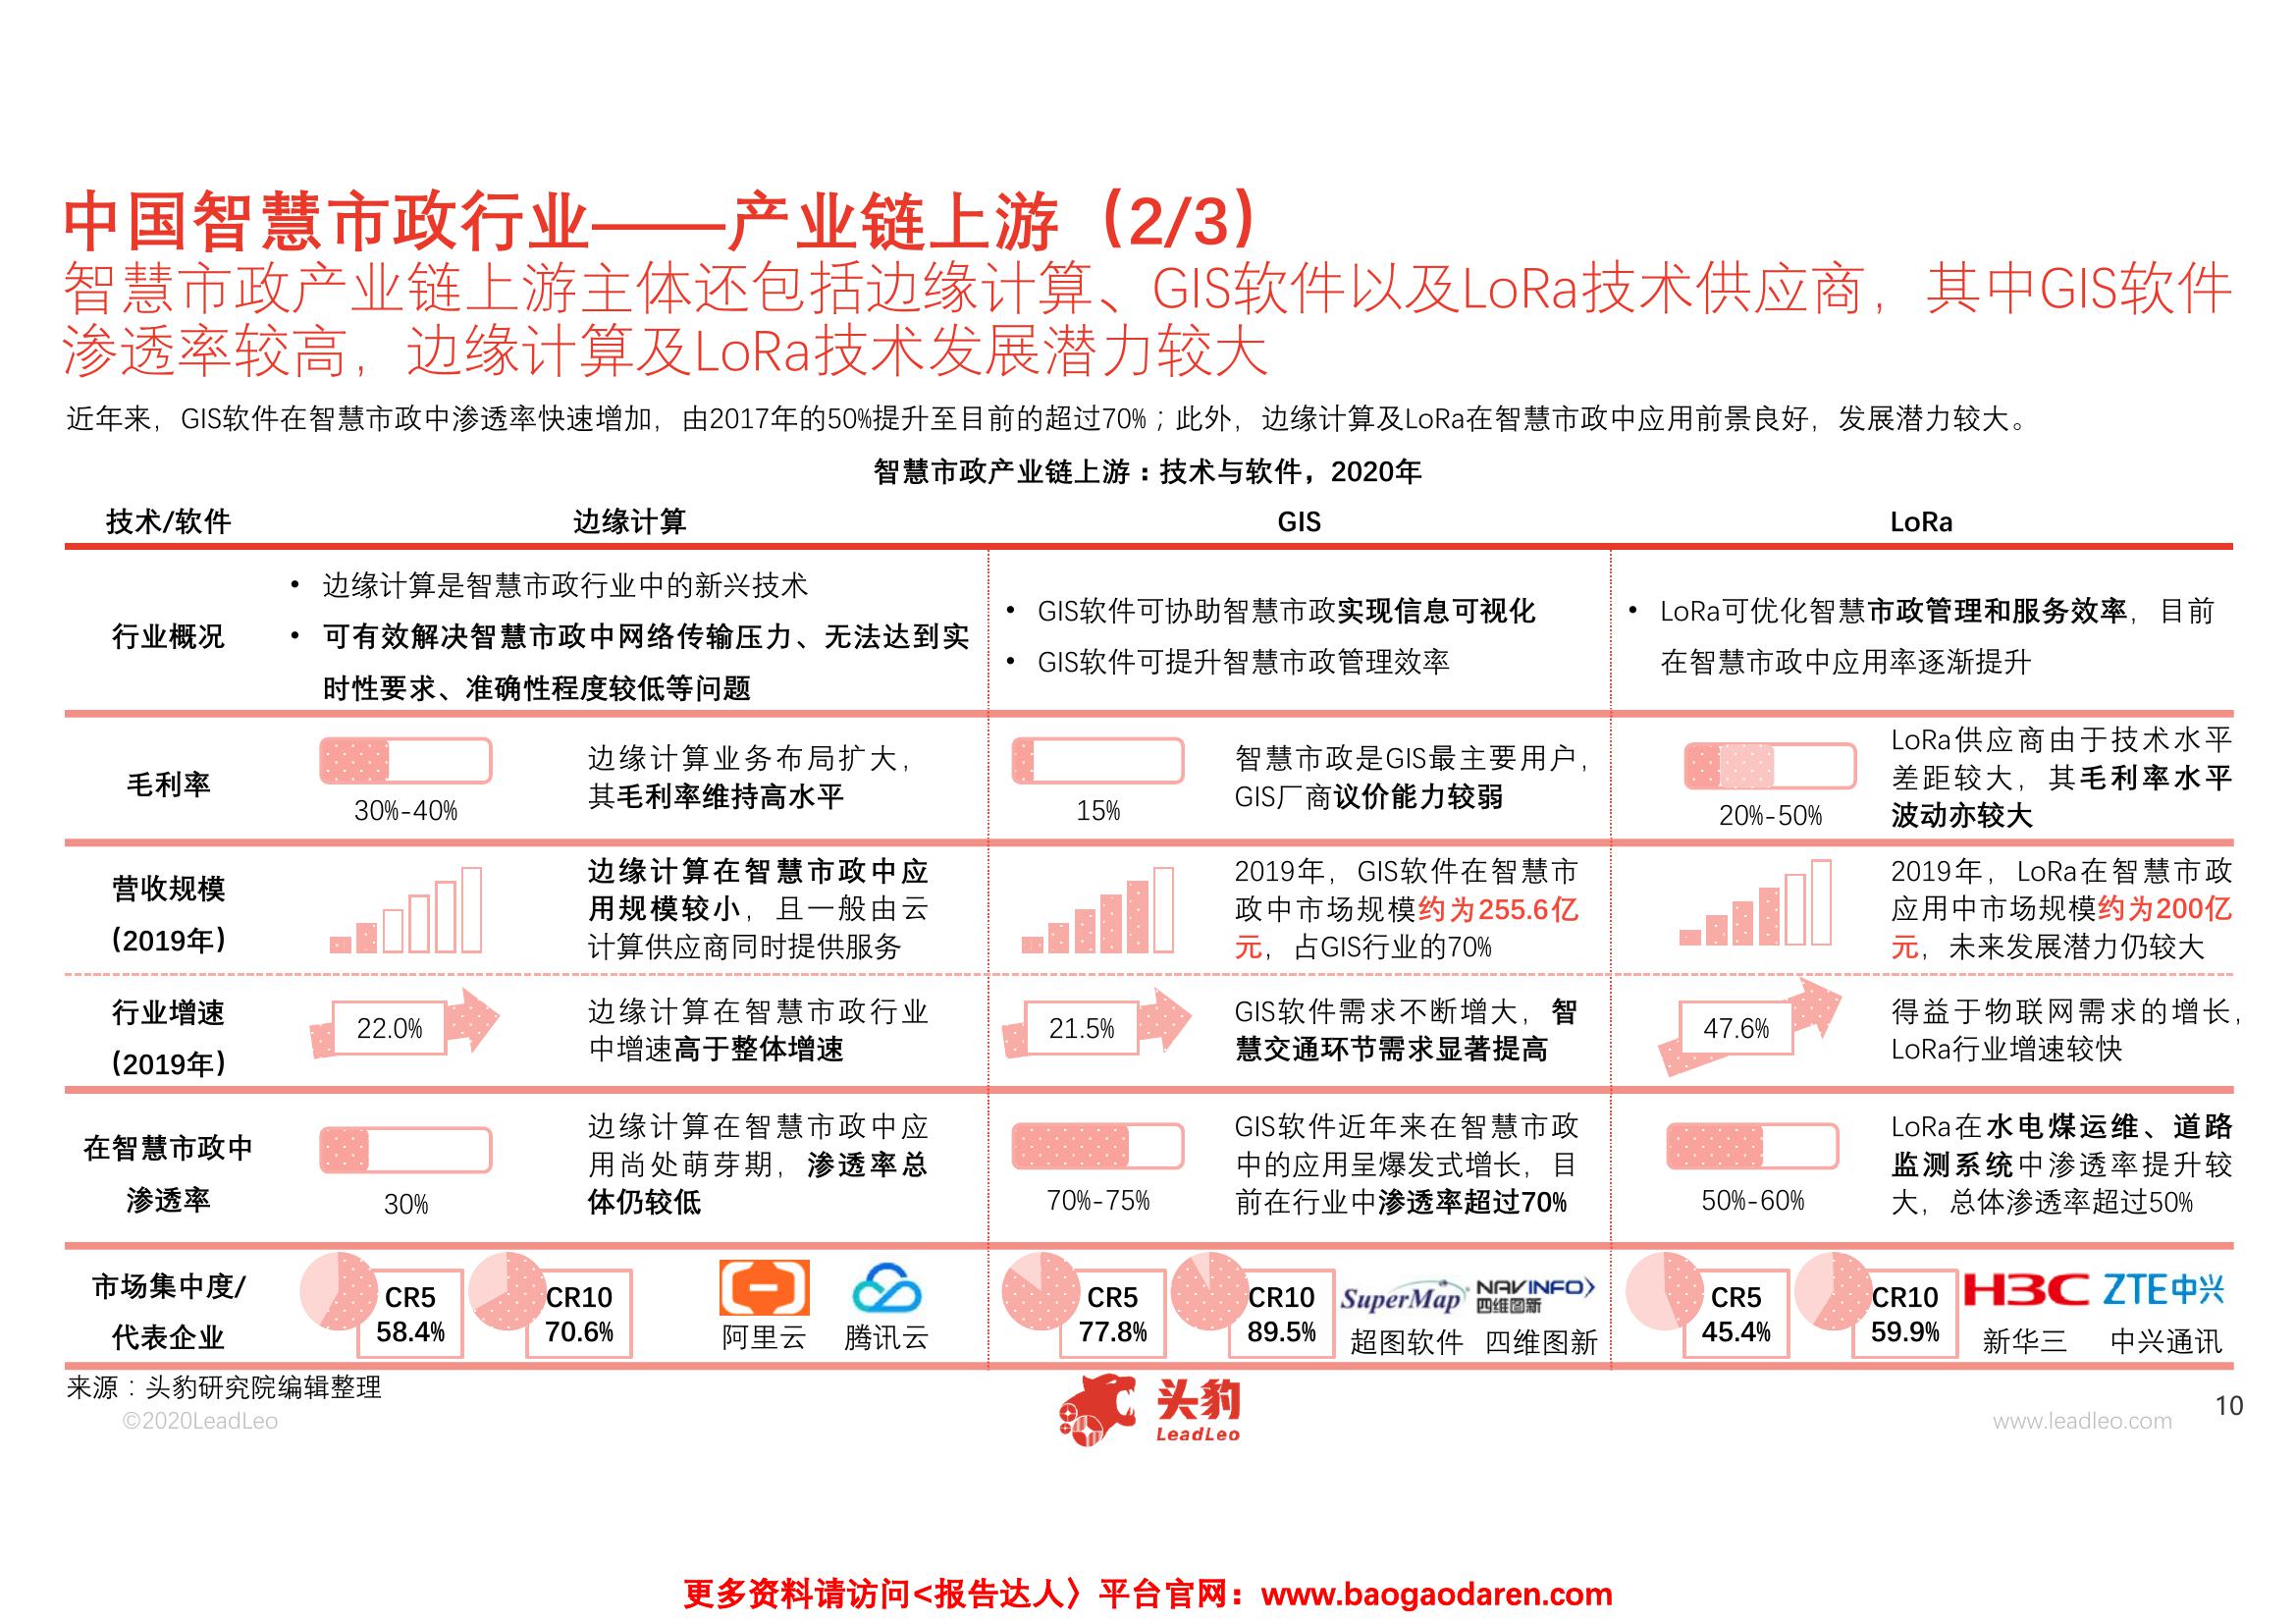 中国智慧市政行业——产业链上游（2/3）
智慧市政产业链上游主体还包括边缘计算、GIS软件以及LoRa技术供应商，其中GIS软件
渗透率较高，边缘计算及LoRa技术发展潜力较大
近年来，GIS软件在智慧市政中渗透率快速增加，由2017年的50%提升至目前的超过70%；此外，边缘计算及LoRa在智慧市政中应用前景良好，发展潜力较大。
智慧市政产业链上游：技术与软件，2020年
技术/软件 边缘计算 GIS LoRa
行业概况
• 边缘计算是智慧市政行业中的新兴技术
• 可有效解决智慧市政中网络传输压力、无法达到实
时性要求、准确性程度较低等问题
• GIS软件可协助智慧市政实现信息可视化
• GIS软件可提升智慧市政管理效率
• LoRa可优化智慧市政管理和服务效率，目前
在智慧市政中应用率逐渐提升
毛利率
30%-40%
边缘计算业务布局扩大，
其毛利率维持高水平
15%
智慧市政是GIS最主要用户，
GIS厂商议价能力较弱
20%-50%
LoRa供应商由于技术水平
差距较大，其毛利率水平
波动亦较大
营收规模
（2019年）
边缘计算在智慧市政中应
用规模较小，且一般由云
计算供应商同时提供服务
2019年，GIS软件在智慧市
政中市场规模约为255.6亿
元，占GIS行业的70%
2019年，LoRa在智慧市政
应用中市场规模约为200亿
元，未来发展潜力仍较大
行业增速
（2019年）
22.0%
边缘计算在智慧市政行业
中增速高于整体增速
21.5%
GIS软件需求不断增大，智
慧交通环节需求显著提高
47.6%
得益于物联网需求的增长，
LoRa行业增速较快
在智慧市政中
渗透率
30%
边缘计算在智慧市政中应
用尚处萌芽期，渗透率总
体仍较低
70%-75%
GIS软件近年来在智慧市政
中的应用呈爆发式增长，目
前在行业中渗透率超过70%
50%-60%
LoRa在水电煤运维、道路
监测系统中渗透率提升较
大，总体渗透率超过50%
市场集中度/
代表企业
CR5
58.4%
CR10
70.6%
阿里云
腾讯云
CR5
77.8%
CR10
89.5%
SuperMap
超图软件
NAVINFO
四维图新
四维图新
CR5
45.4%
CR10
59.9%
H3C
新华三
ZTE中兴
中兴通讯
来源：头豹研究院编辑整理
©2020LeadLeo
头豹
LeadLeo
www.leadleo.com
10
更多资料请访问<报告达人〉平台官网：www.baogaodaren.com